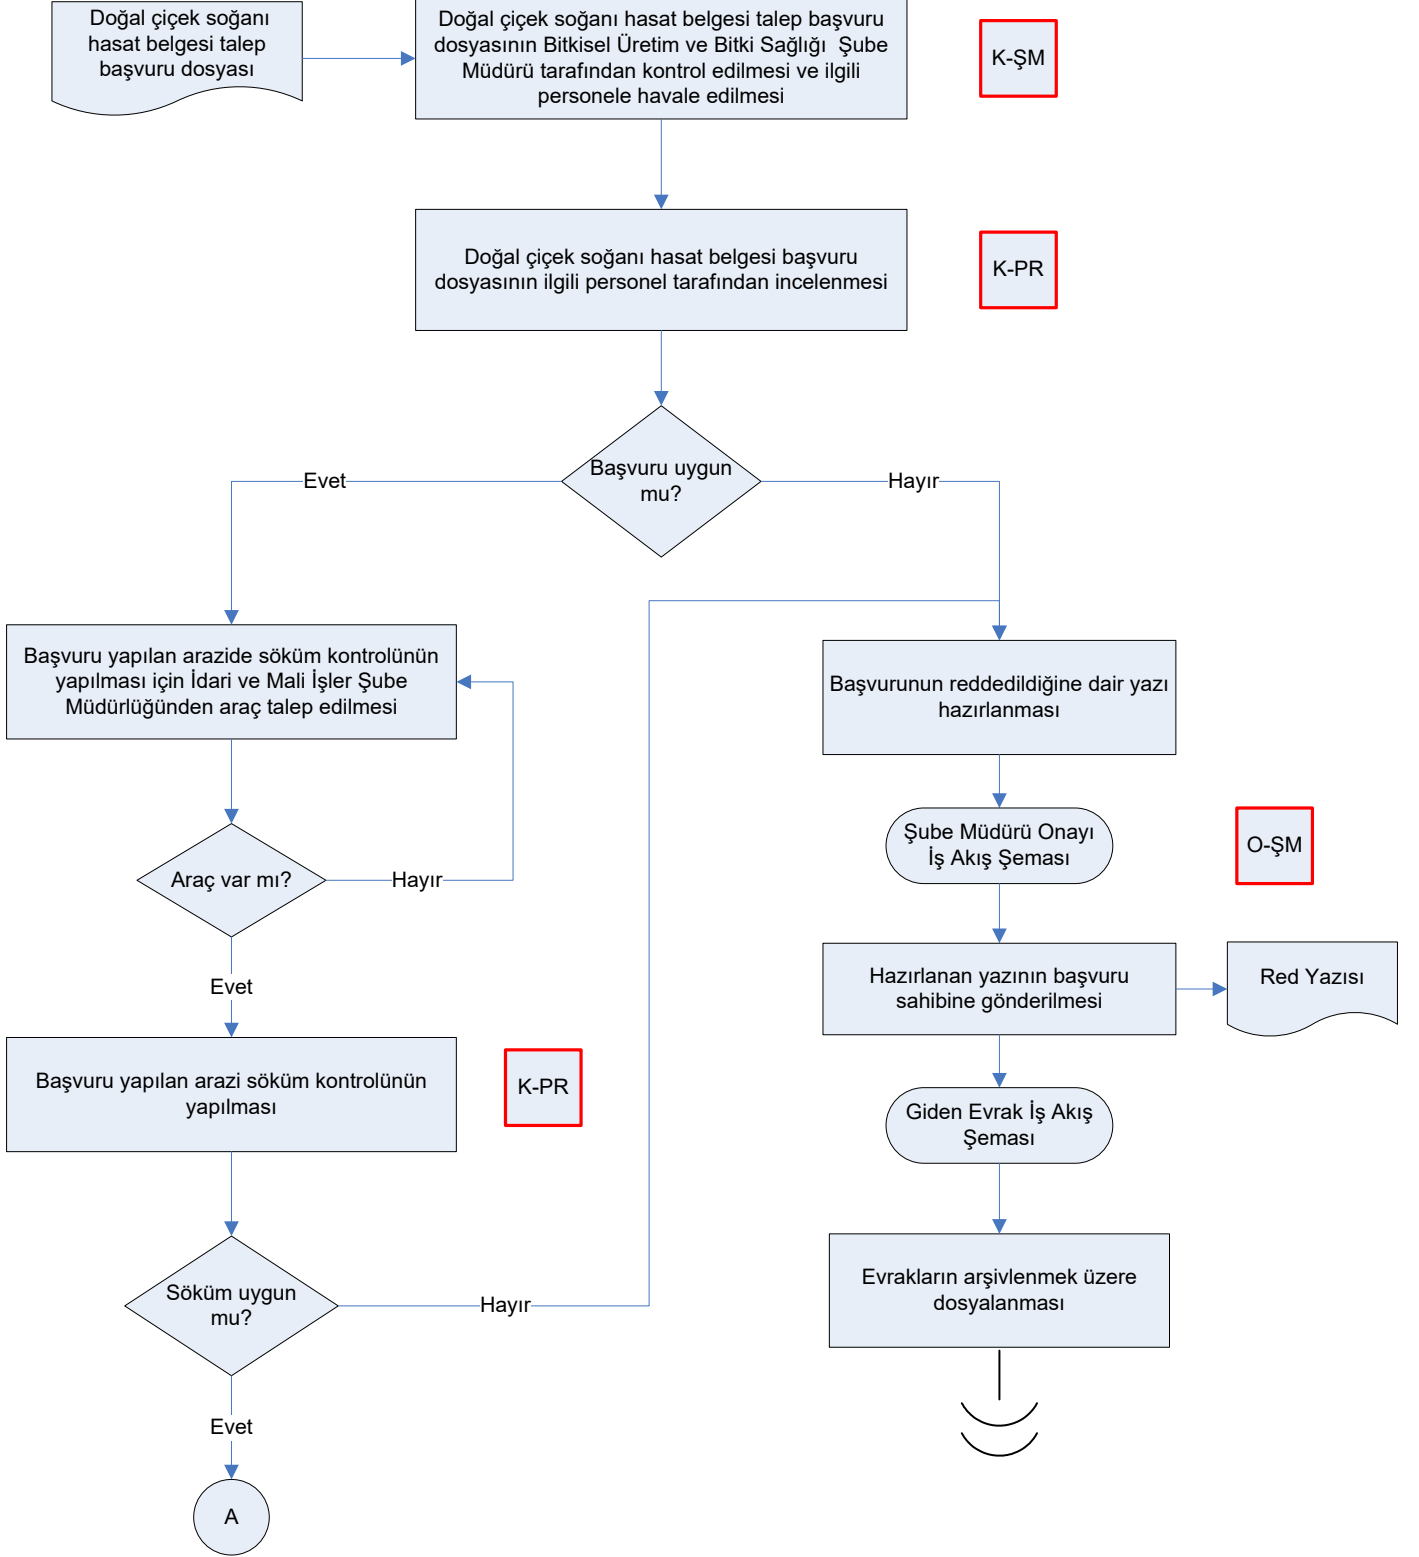 Doğal çiçek soğanı
hasat belgesi talep
başvuru dosyası
Doğal çiçek soğanı hasat belgesi talep başvuru
dosyasının Bitkisel Üretim ve Bitki Sağlığı  Şube
Müdürü tarafından kontrol edilmesi ve ilgili
personele havale edilmesi
K-ŞM
Doğal çiçek soğanı hasat belgesi başvuru
dosyasının ilgili personel tarafından incelenmesi
K-PR
Başvuru uygun
mu?
Evet
Hayır
Başvuru yapılan arazide söküm kontrolünün
yapılması için İdari ve Mali İşler Şube
Müdürlüğünden araç talep edilmesi
Başvurunun reddedildiğine dair yazı
hazırlanması
Araç var mı?
Hayır
Şube Müdürü Onayı
İş Akış Şeması
O-ŞM
Evet
Hazırlanan yazının başvuru
sahibine gönderilmesi
Red Yazısı
Başvuru yapılan arazi söküm kontrolünün
yapılması
K-PR
Giden Evrak İş Akış
Şeması
Söküm uygun
mu?
Hayır
Evrakların arşivlenmek üzere
dosyalanması
Evet
A